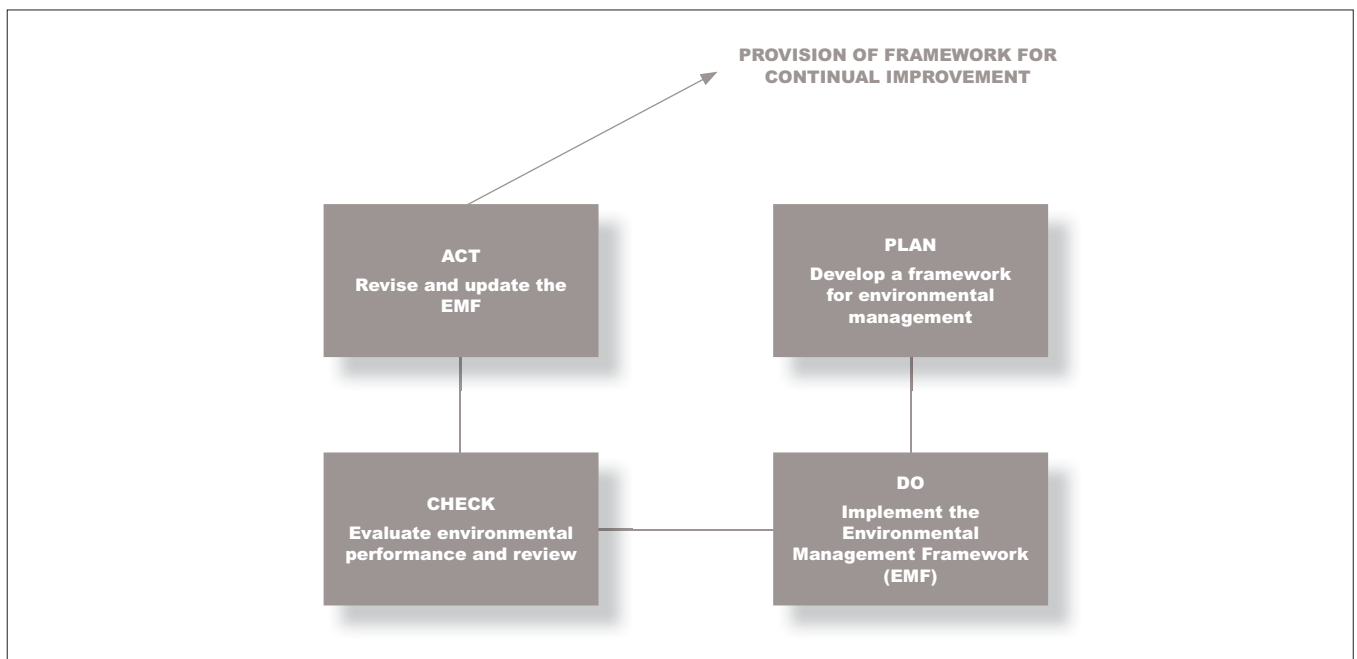 PROVISION OF FRAMEWORK FOR
CONTINUAL IMPROVEMENT
ACT
Revise and update the
EMF
PLAN
Develop a framework
for environmental
management
CHECK
Evaluate environmental
performance and review
DO
Implement the
Environmental
Management Framework
(EMF)